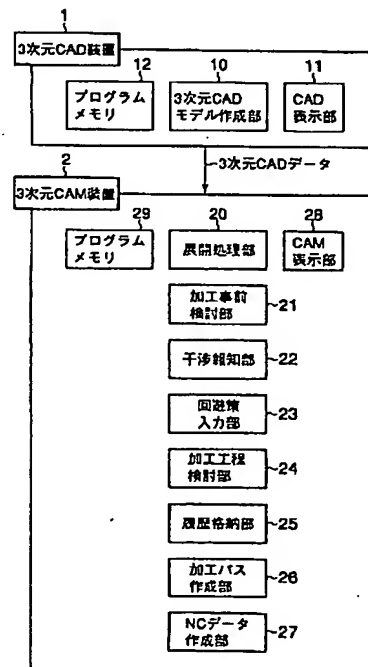 1
3次元CAD装置
12
10
11
プログラム
メモリ
3次元CAD
モデル作成部
CAD
表示部
3次元CADデータ
2
3次元CAM装置
29
20
28
プログラム
メモリ
展開処理部
CAM
表示部
加工事前
検討部
21
干渉報知部
22
回避策
入力部
23
加工工程
検討部
24
履歴格納部
25
加工パス
作成部
26
NCデータ
作成部
27